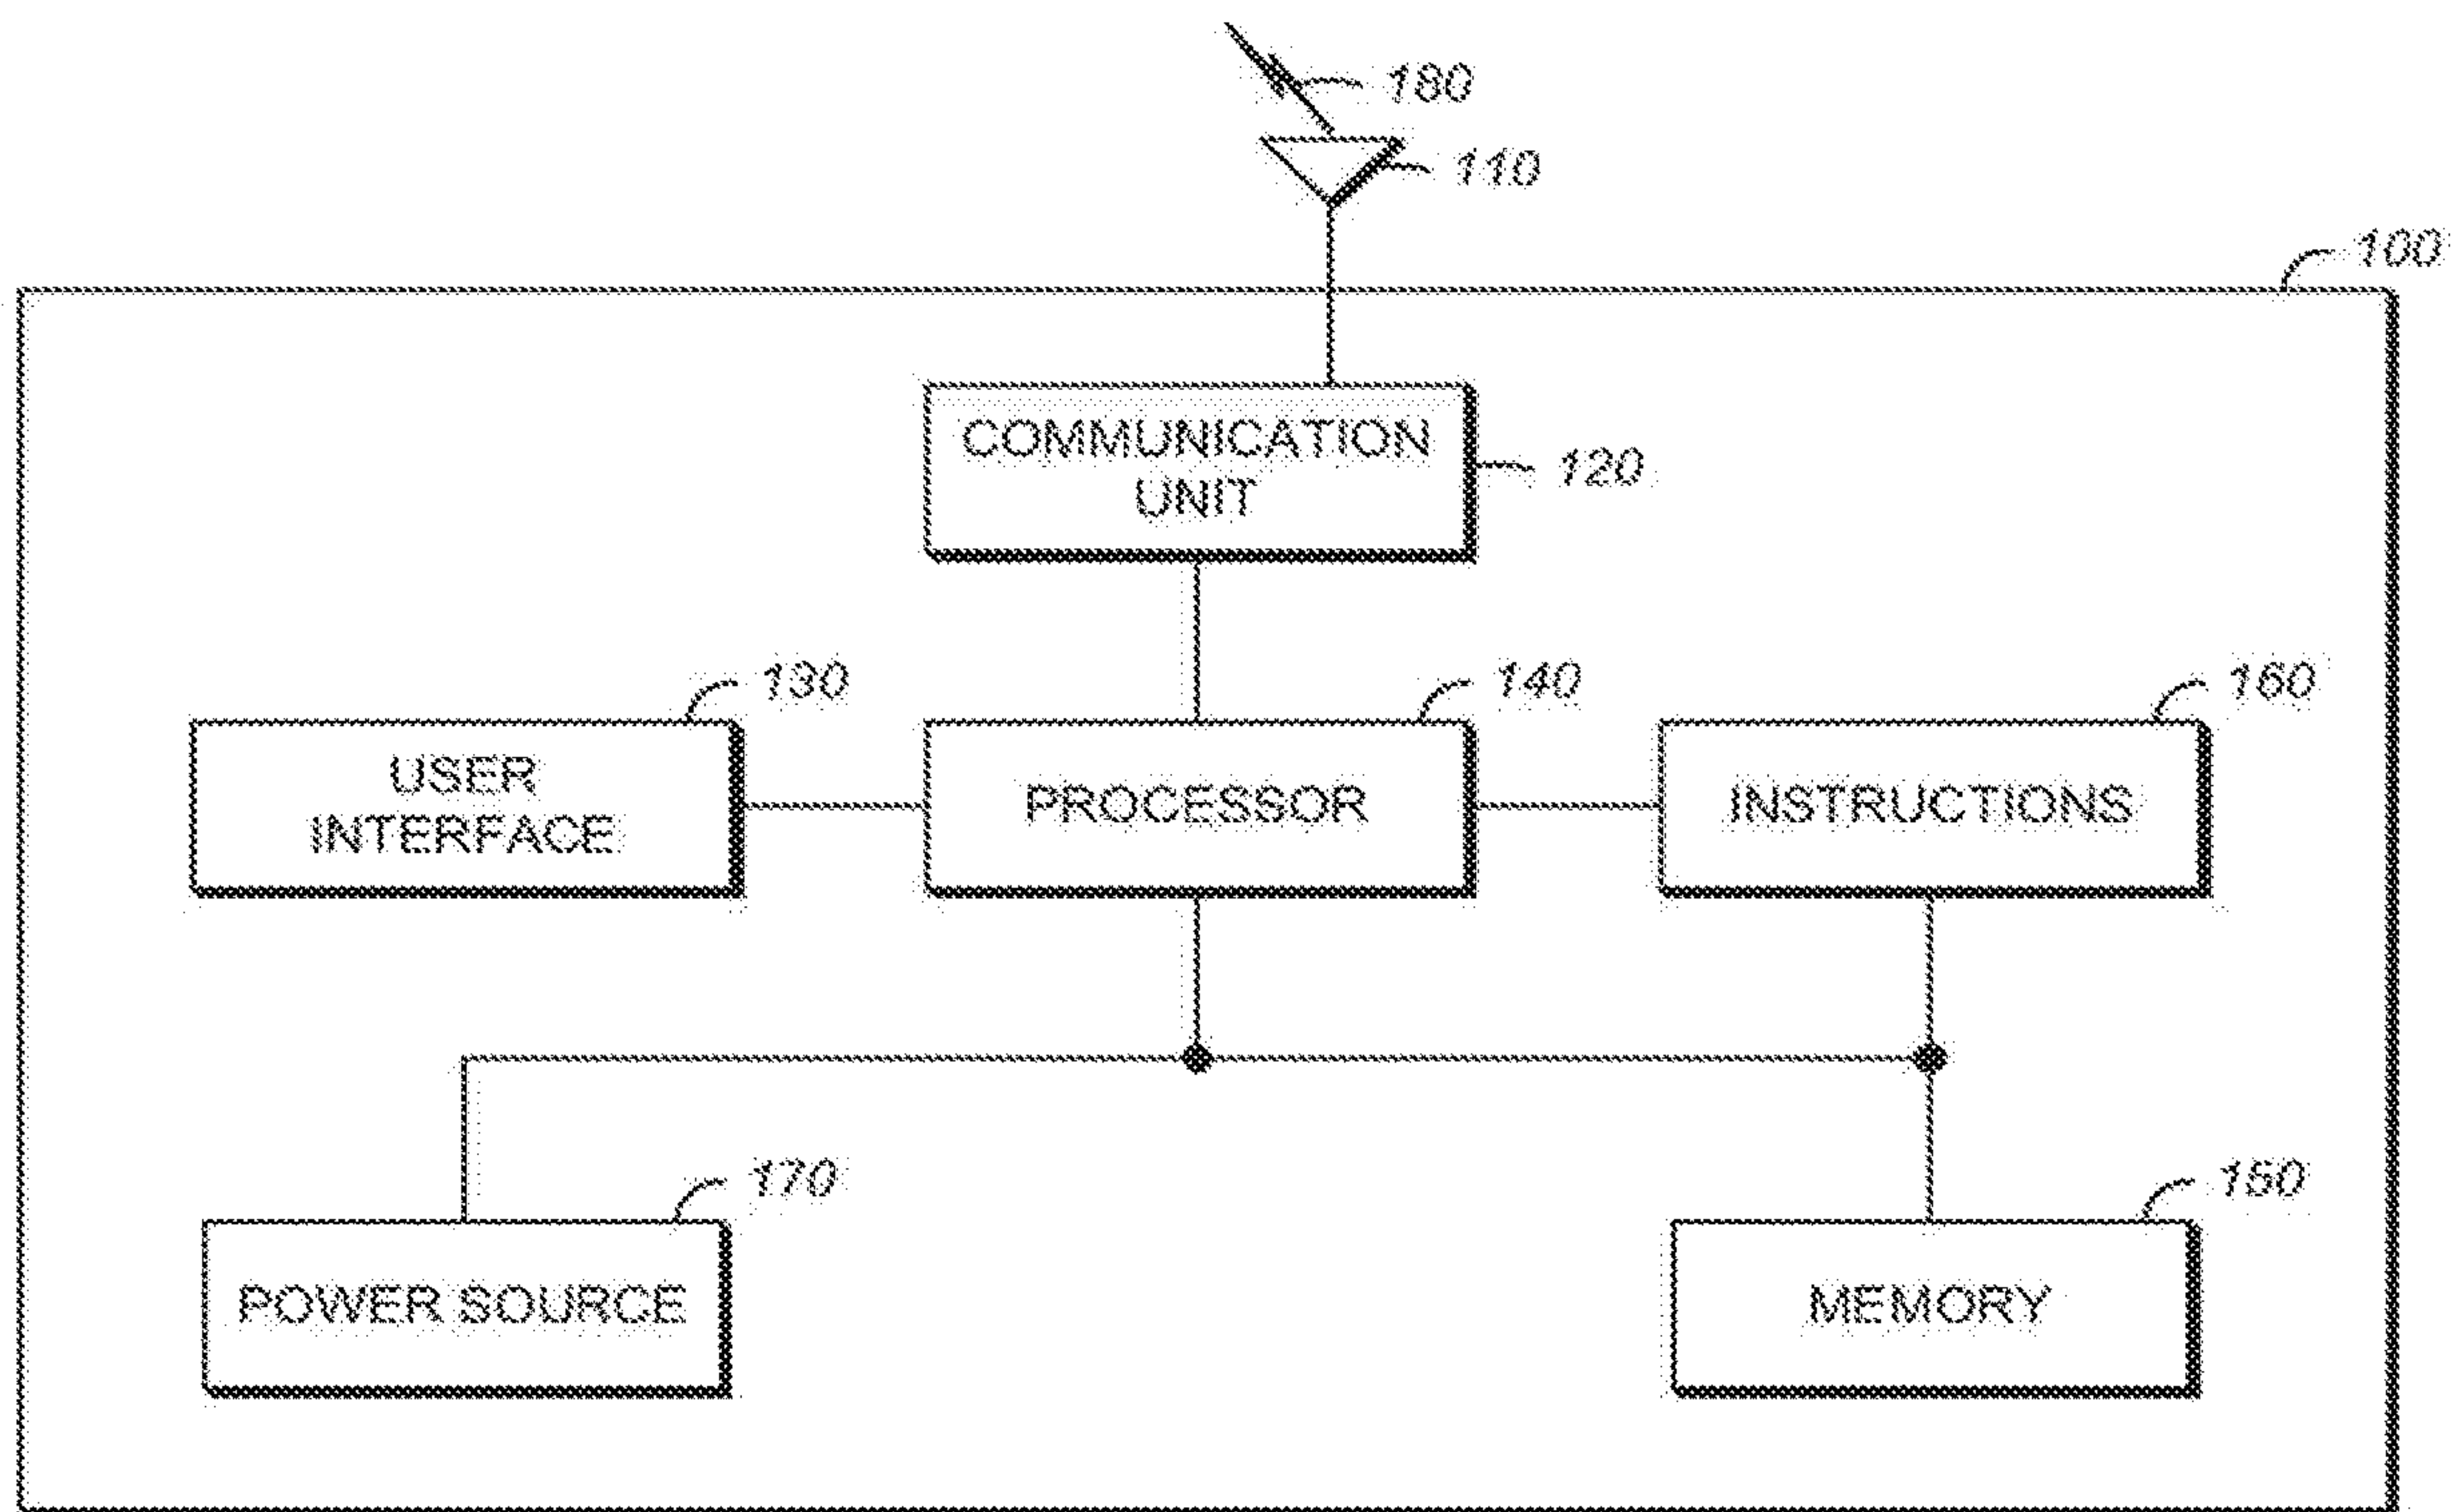 180
110
100
COMMUNICATION
UNIT
120
130
140
160
USER
INTERFACE
PROCESSOR
INSTRUCTIONS
170
150
POWER SOURCE
MEMORY